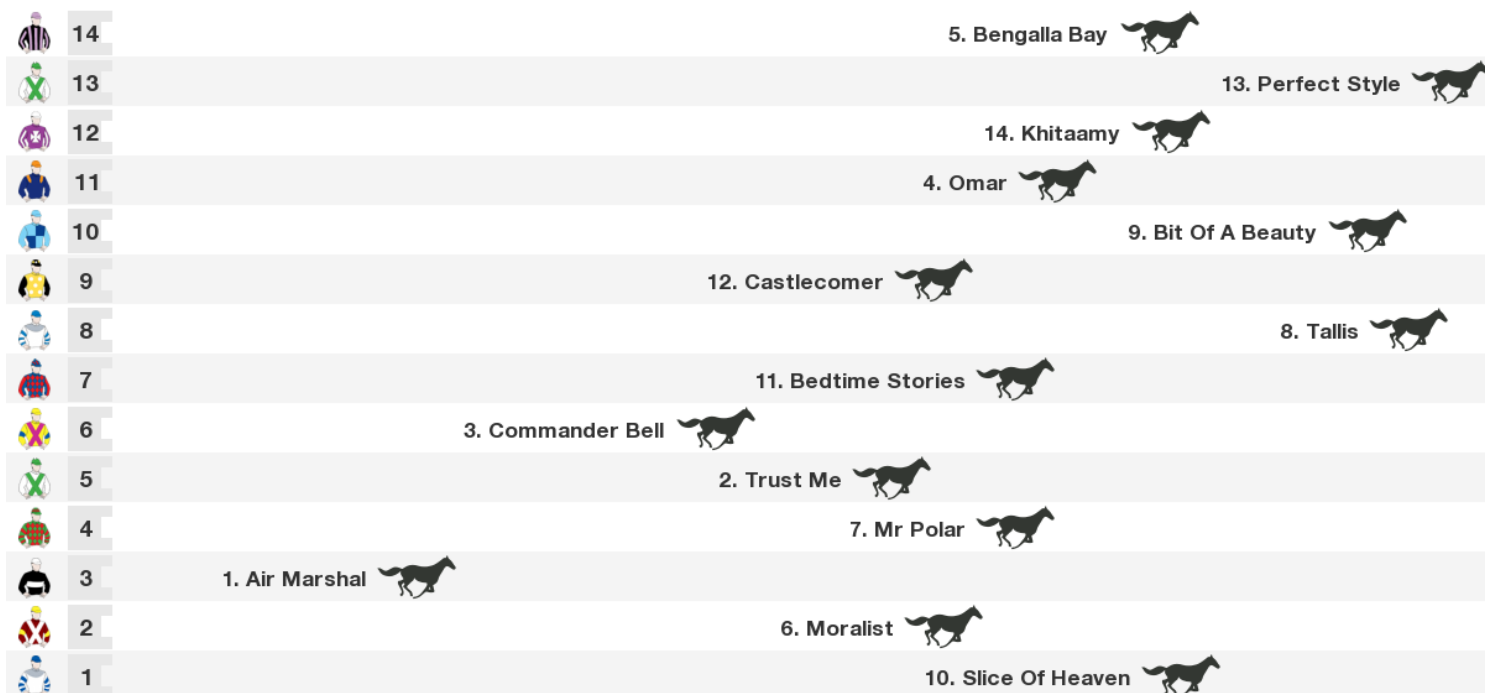 14 5. Bengalla Bay
13 13. Perfect Style
12 14. Khitaamy
11 4. Omar
10 9. Bit Of A Beauty
9 12. Castlecomer
8 8. Tallis
7 11. Bedtime Stories
6 3. Commander Bell
5 2. Trust Me
4 7. Mr Polar
3 1. Air Marshal
2 6. Moralist
1 10. Slice Of Heaven